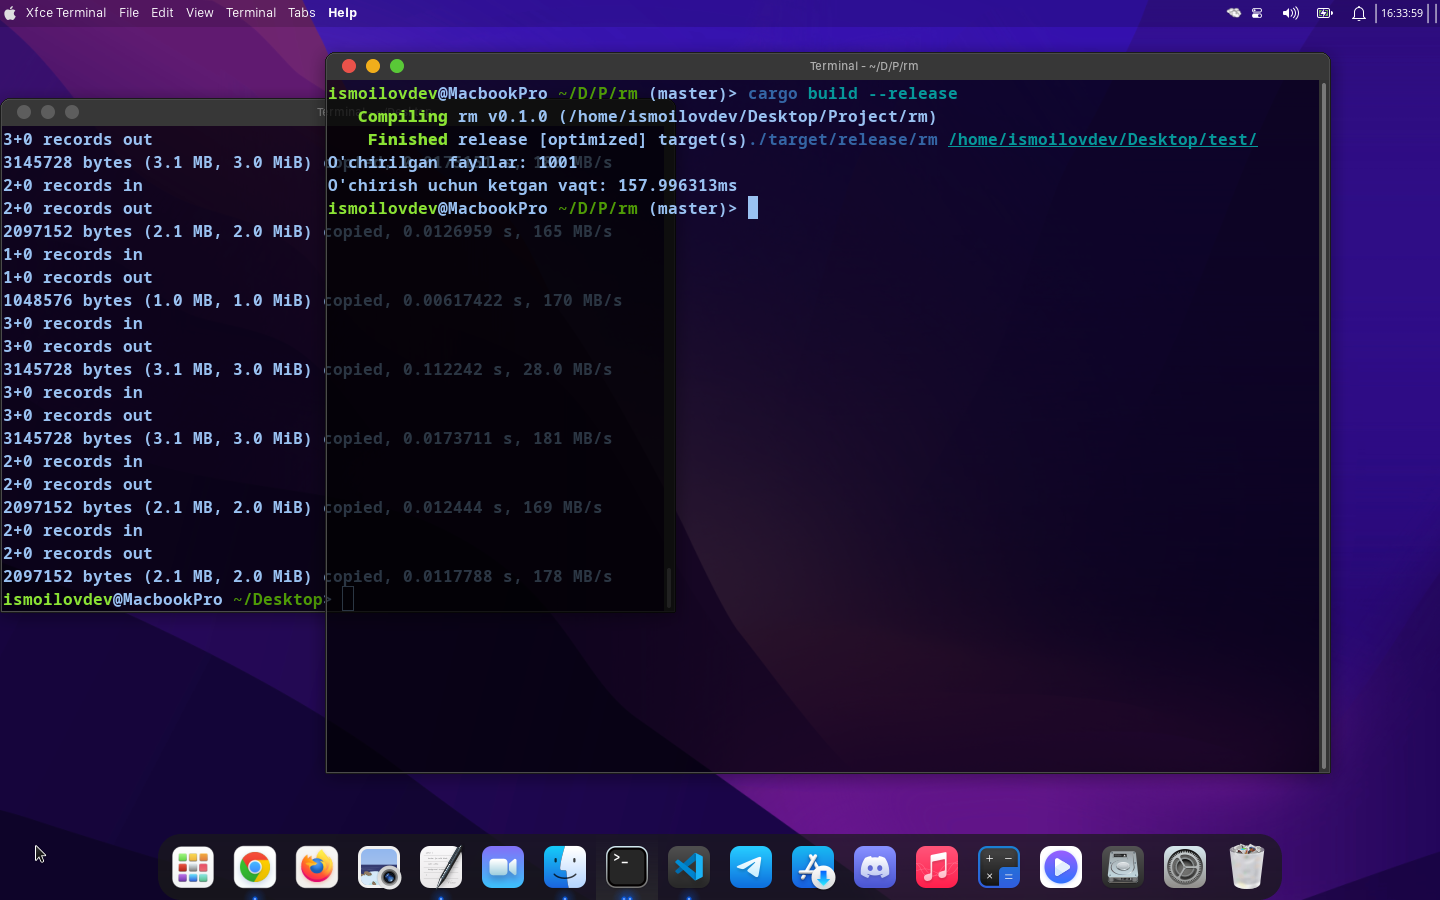 Xfce Terminal File Edit View Terminal Tabs Help
16:33:59
Terminal - ~/D/P/rm
ismoilovdev@MacbookPro ~/D/P/rm (master)> cargo build --release
Compiling rm v0.1.0 (/home/ismoilovdev/Desktop/Project/rm)
Finished release [optimized] target(s)./target/release/rm /home/ismoilovdev/Desktop/test/
O'chirilgan fayllar: 1001
O'chirish uchun ketgan vaqt: 157.996313ms
ismoilovdev@MacbookPro ~/D/P/rm (master)>
3+0 records out
3145728 bytes (3.1 MB, 3.0 MiB)
2+0 records in
2+0 records out
2097152 bytes (2.1 MB, 2.0 MiB) copied, 0.0126959 s, 165 MB/s
1+0 records in
1+0 records out
1048576 bytes (1.0 MB, 1.0 MiB) copied, 0.00617422 s, 170 MB/s
3+0 records in
3+0 records out
3145728 bytes (3.1 MB, 3.0 MiB) copied, 0.112242 s, 28.0 MB/s
3+0 records in
3+0 records out
3145728 bytes (3.1 MB, 3.0 MiB) copied, 0.0173711 s, 181 MB/s
2+0 records in
2+0 records out
2097152 bytes (2.1 MB, 2.0 MiB) copied, 0.012444 s, 169 MB/s
2+0 records in
2+0 records out
2097152 bytes (2.1 MB, 2.0 MiB) copied, 0.0117788 s, 178 MB/s
ismoilovdev@MacbookPro ~/Desktop>